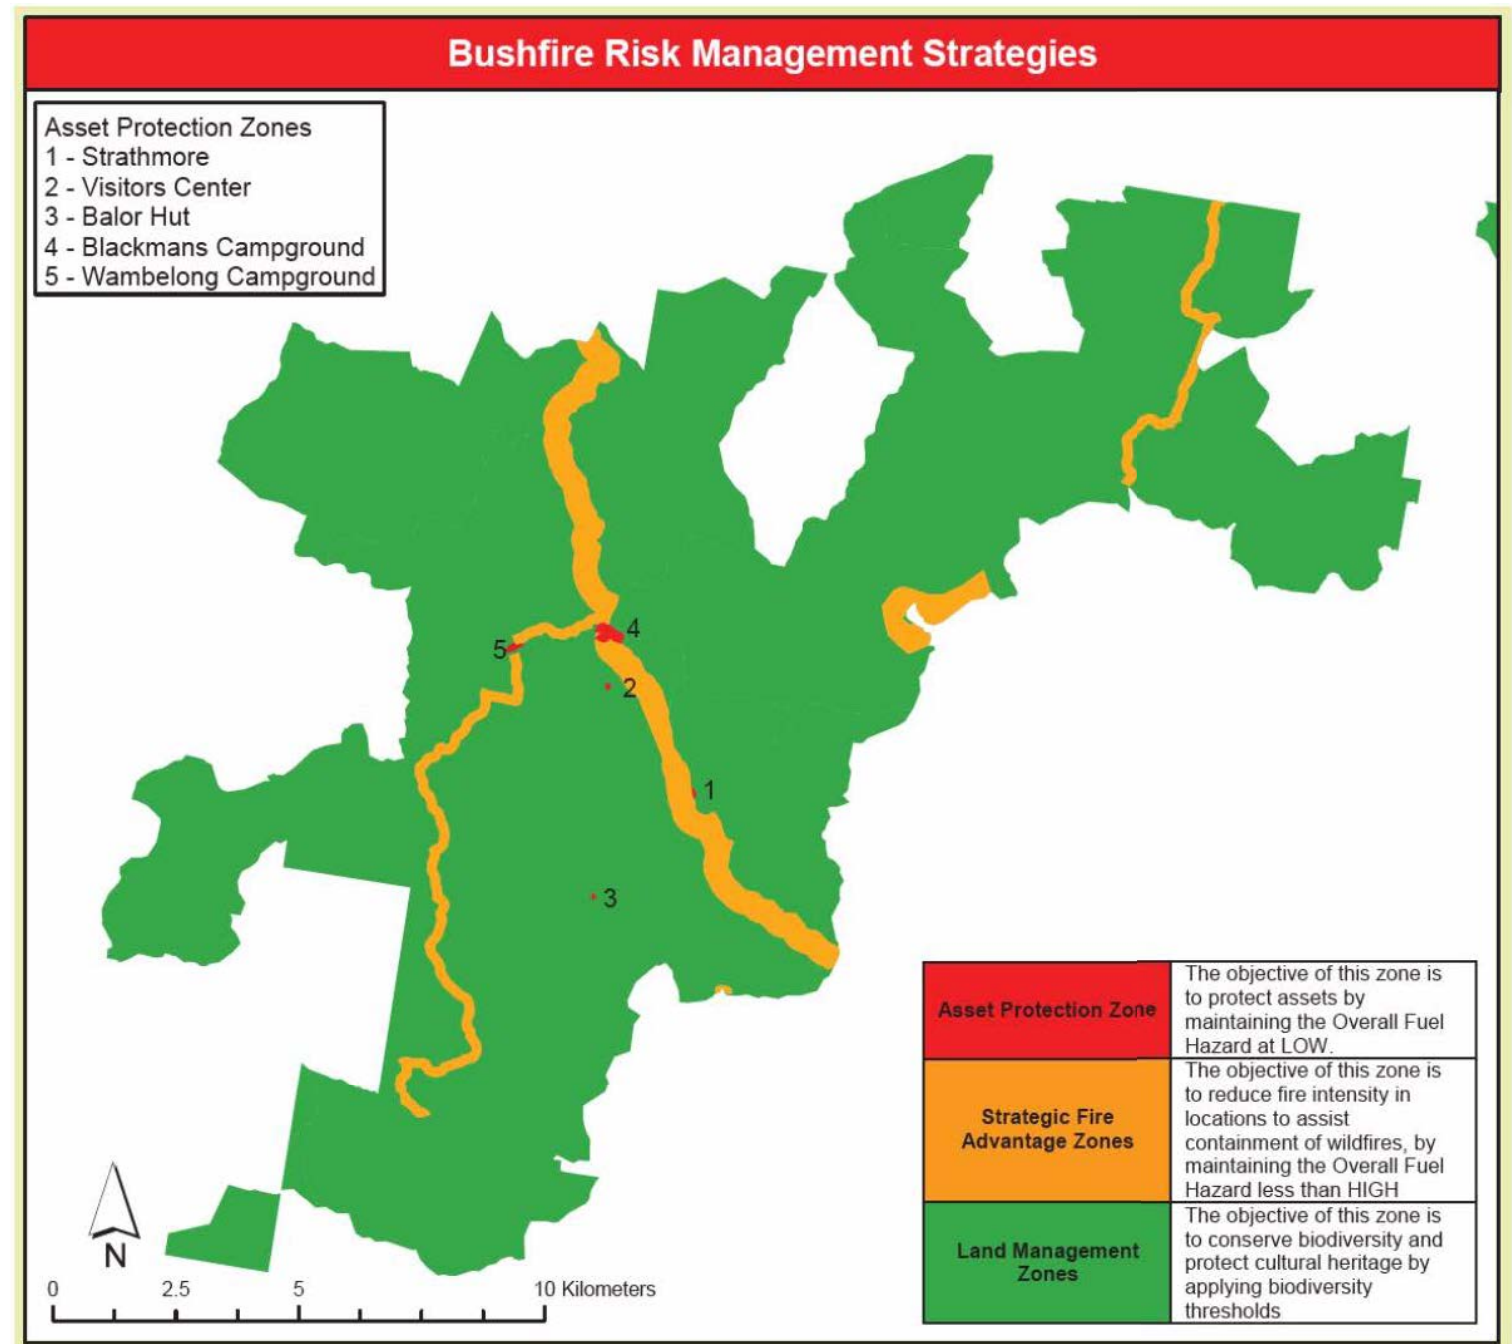 Bushfire Risk Management Strategies
Asset Protection Zones
1 - Strathmore
2 - Visitors Center
3 - Balor Hut
4 - Blackmans Campground
5 - Wambelong Campground
4
5
2
1
3
Asset Protection Zone
The objective of this zone is
to protect assets by
maintaining the Overall Fuel
Hazard at LOW.
Strategic Fire
Advantage Zones
The objective of this zone is
to reduce fire intensity in
locations to assist
containment of wildfires, by
maintaining the Overall Fuel
Hazard less than HIGH
Land Management
Zones
The objective of this zone is
to conserve biodiversity and
protect cultural heritage by
applying biodiversity
thresholds
N
0 2.5 5 10 Kilometers